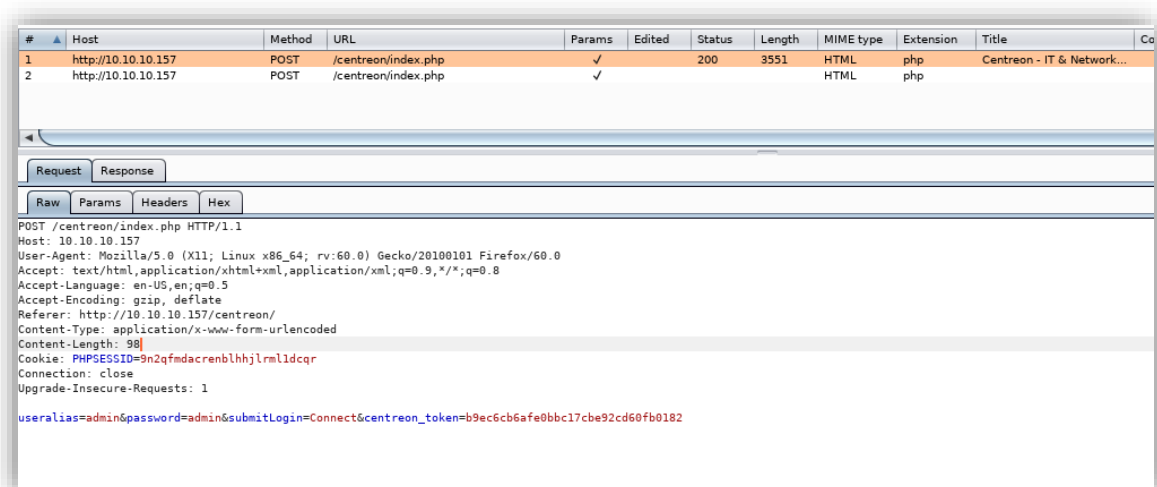 # Host Method URL Params Edited Status Length MIME type Extension Title Co
1 http://10.10.10.157 POST /centreon/index.php ✓ 200 3551 HTML php Centreon - IT & Network...
2 http://10.10.10.157 POST /centreon/index.php ✓ HTML php
Request Response
Raw Params Headers Hex
POST /centreon/index.php HTTP/1.1
Host: 10.10.10.157
User-Agent: Mozilla/5.0 (X11; Linux x86_64; rv:60.0) Gecko/20100101 Firefox/60.0
Accept: text/html,application/xhtml+xml,application/xml;q=0.9,*/*;q=0.8
Accept-Language: en-US,en;q=0.5
Accept-Encoding: gzip, deflate
Referer: http://10.10.10.157/centreon/
Content-Type: application/x-www-form-urlencoded
Content-Length: 98
Cookie: PHPSESSID=9n2qfmdacrenblhhjlrml1dcqr
Connection: close
Upgrade-Insecure-Requests: 1
useralias=admin&password=admin&submitLogin=Connect&centreon_token=b9ec6cb6afe0bbc17cbe92cd60fb0182